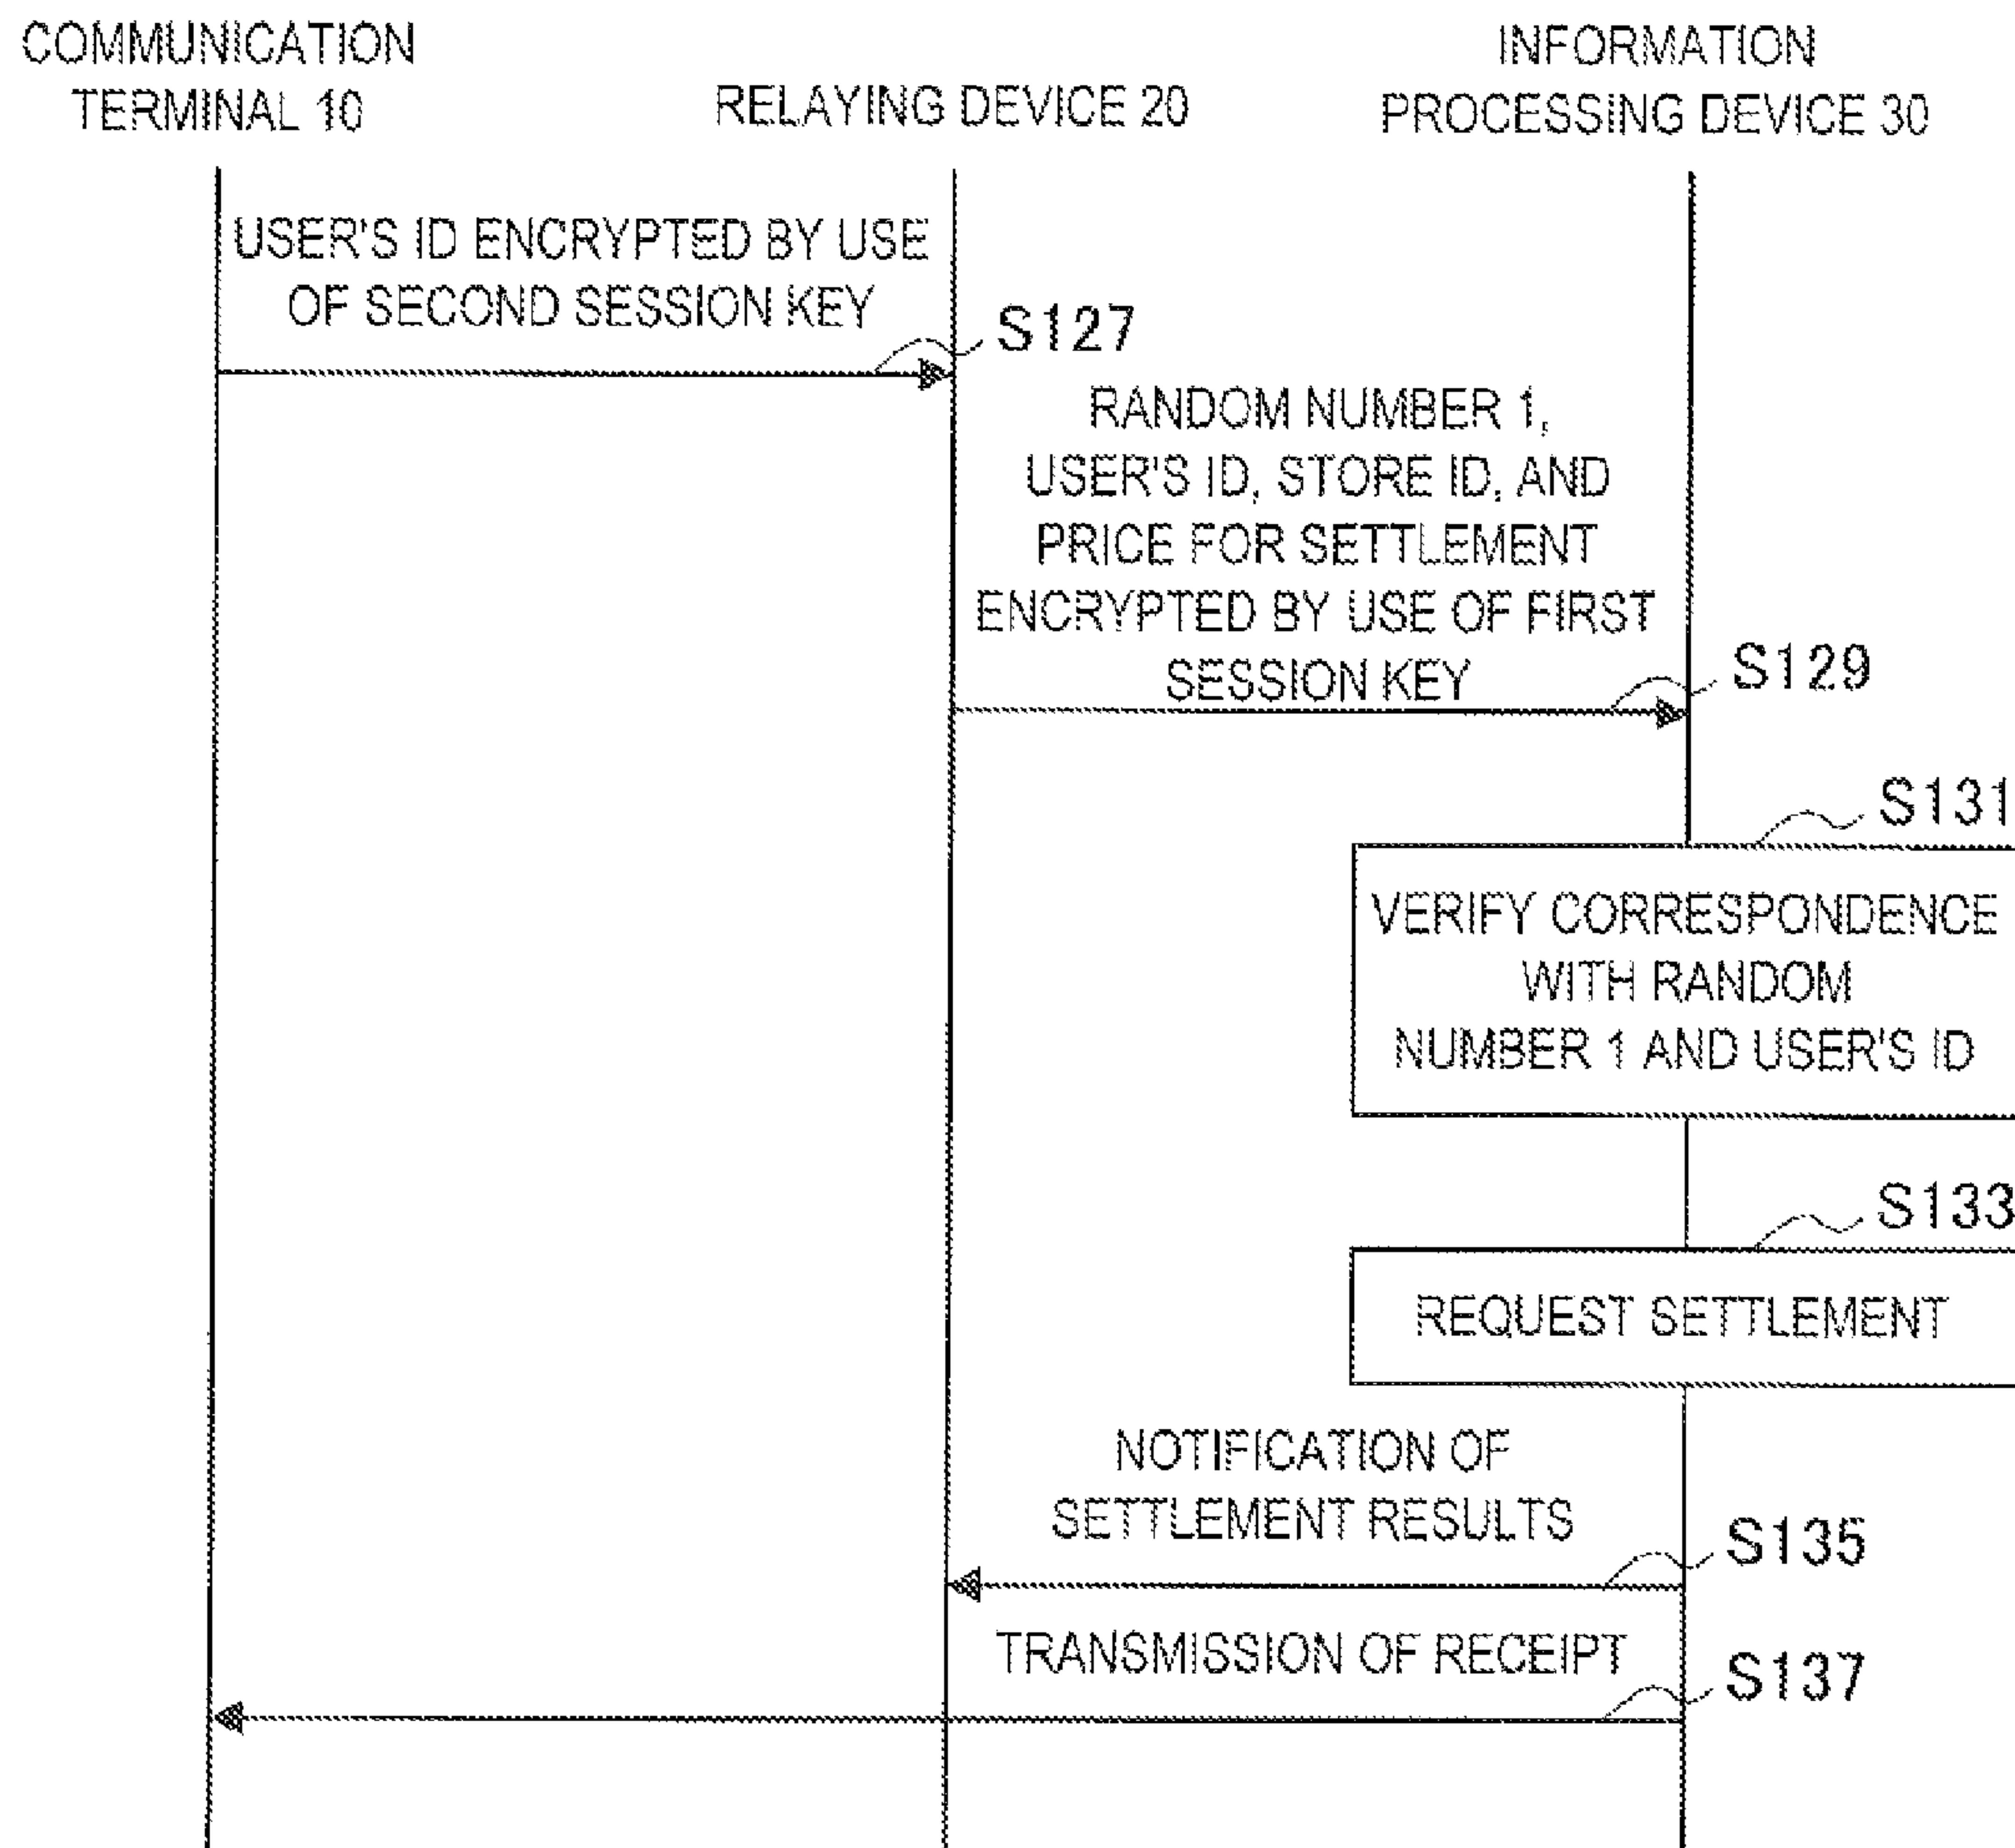 COMMUNICATION
TERMINAL 10
RELAYING DEVICE 20
INFORMATION
PROCESSING DEVICE 30
USER'S ID ENCRYPTED BY USE
OF SECOND SESSION KEY
S127
RANDOM NUMBER 1,
USER'S ID, STORE ID, AND
PRICE FOR SETTLEMENT
ENCRYPTED BY USE OF FIRST
SESSION KEY
S129
S131
VERIFY CORRESPONDENCE
WITH RANDOM
NUMBER 1 AND USER'S ID
S133
REQUEST SETTLEMENT
NOTIFICATION OF
SETTLEMENT RESULTS
S135
TRANSMISSION OF RECEIPT
S137